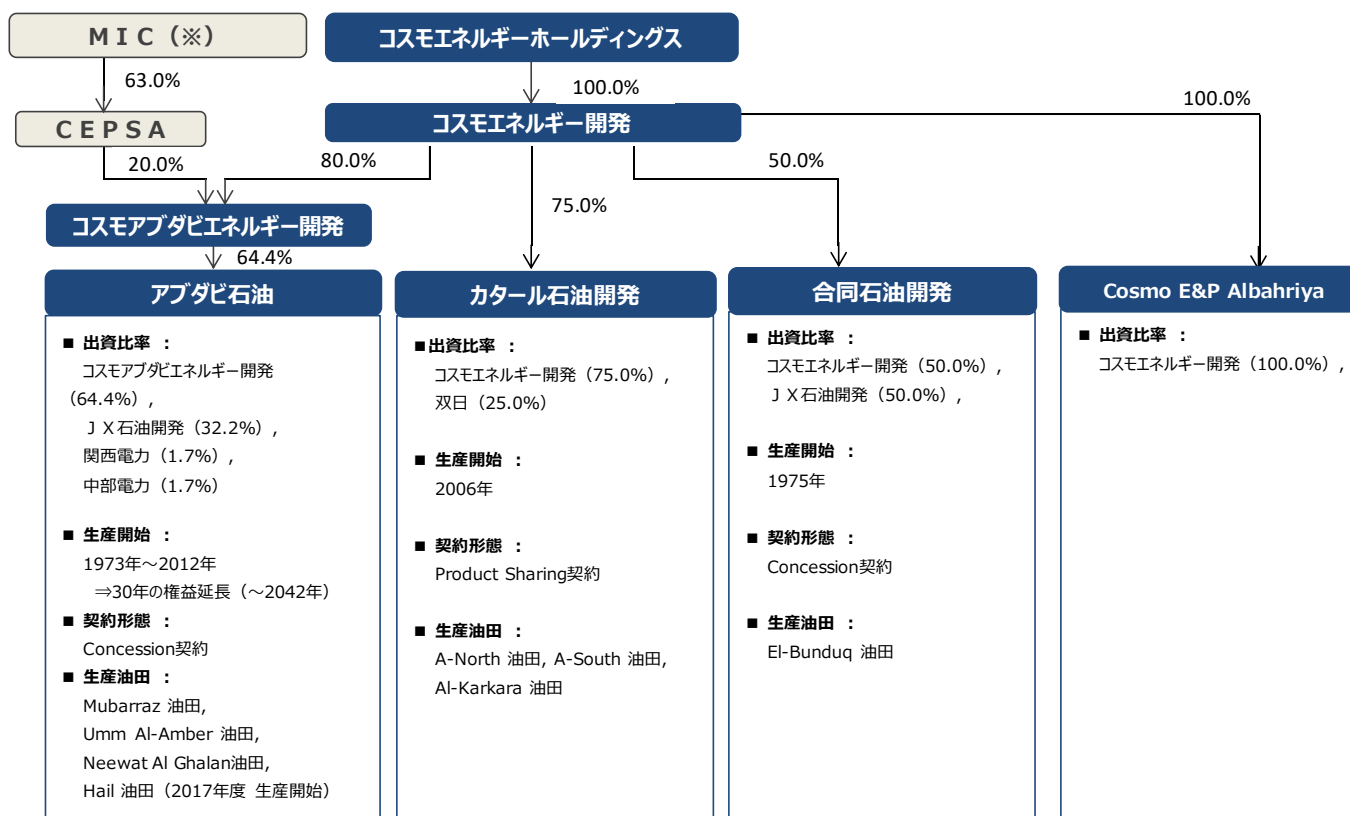 ＭＩＣ（※）
コスモエネルギーホールディングス
63.0%
100.0%
100.0%
ＣＥＰＳＡ
コスモエネルギー開発
20.0%
80.0%
50.0%
75.0%
コスモアブダビエネルギー開発
64.4%
アブダビ石油
■ 出資比率 ：
コスモアブダビエネルギー開発
（64.4%）,
ＪＸ石油開発（32.2%）,
関西電力（1.7%）,
中部電力（1.7%）
■ 生産開始 ：
1973年～2012年
⇒30年の権益延長（～2042年）
■ 契約形態 ：
Concession契約
■ 生産油田 ：
Mubarraz 油田,
Umm Al-Amber 油田,
Neewat Al Ghalan油田,
Hail 油田（2017年度 生産開始）
カタール石油開発
■出資比率 ：
コスモエネルギー開発（75.0%）,
双日（25.0%）
■ 生産開始 ：
2006年
■ 契約形態 ：
Product Sharing契約
■ 生産油田 ：
A-North 油田, A-South 油田,
Al-Karkara 油田
合同石油開発
■ 出資比率 ：
コスモエネルギー開発（50.0%）,
ＪＸ石油開発（50.0%）,
■ 生産開始 ：
1975年
■ 契約形態 ：
Concession契約
■ 生産油田 ：
El-Bunduq 油田
Cosmo E&P Albahriya
■ 出資比率 ：
コスモエネルギー開発（100.0%）,